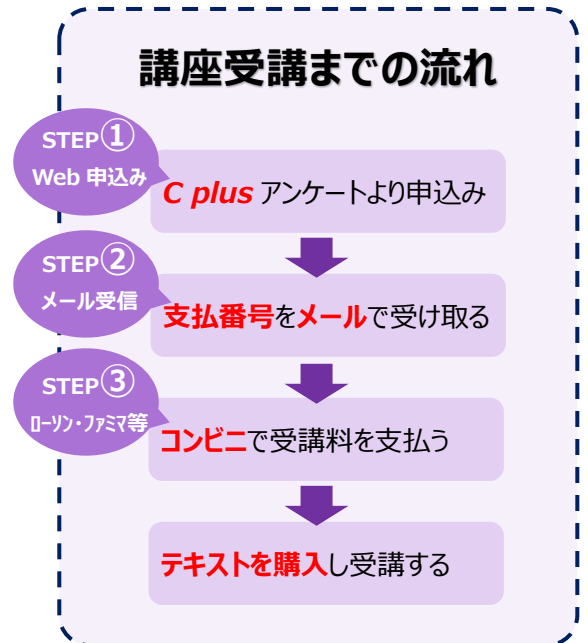 講座受講までの流れ
STEP①
Web 申込み
C plus アンケートより申込み
STEP②
メール受信
支払番号をメールで受け取る
STEP③
ﾛｰｿﾝ・ﾌｧﾐﾏ等
コンビニで受講料を支払う
テキストを購入し受講する